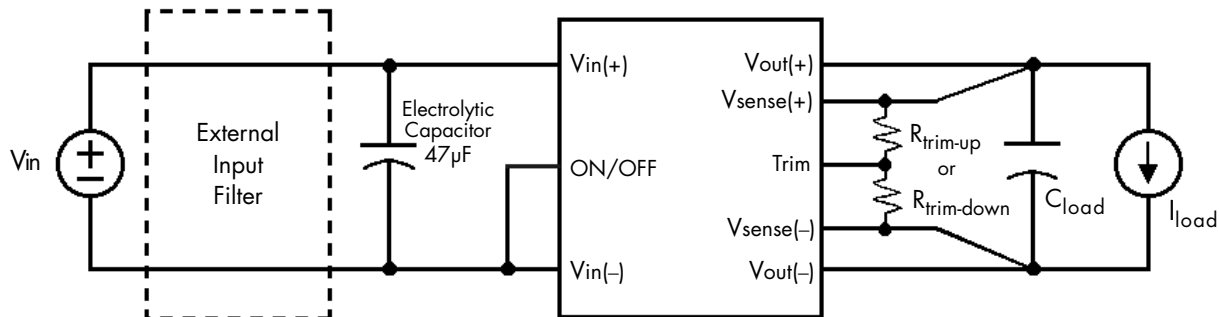 Vin
External
Input
Filter
Electrolytic
Capacitor
47µF
Vin(+)
ON/OFF
Vin(–)
Vout(+)
Vsense(+)
Trim
Vsense(–)
Vout(–)
Rtrim-up
or
Rtrim-down
Cload
Iload